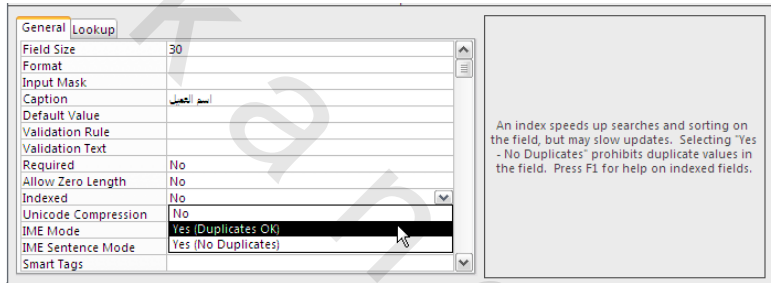 General Lookup
Field Size 30
Format
Input Mask
Caption اسم العميل
Default Value
Validation Rule
Validation Text
Required No
Allow Zero Length No
Indexed No
Unicode Compression No
IME Mode Yes (Duplicates OK)
IME Sentence Mode Yes (No Duplicates)
Smart Tags
An index speeds up searches and sorting on
the field, but may slow updates. Selecting "Yes
- No Duplicates" prohibits duplicate values in
the field. Press F1 for help on indexed fields.